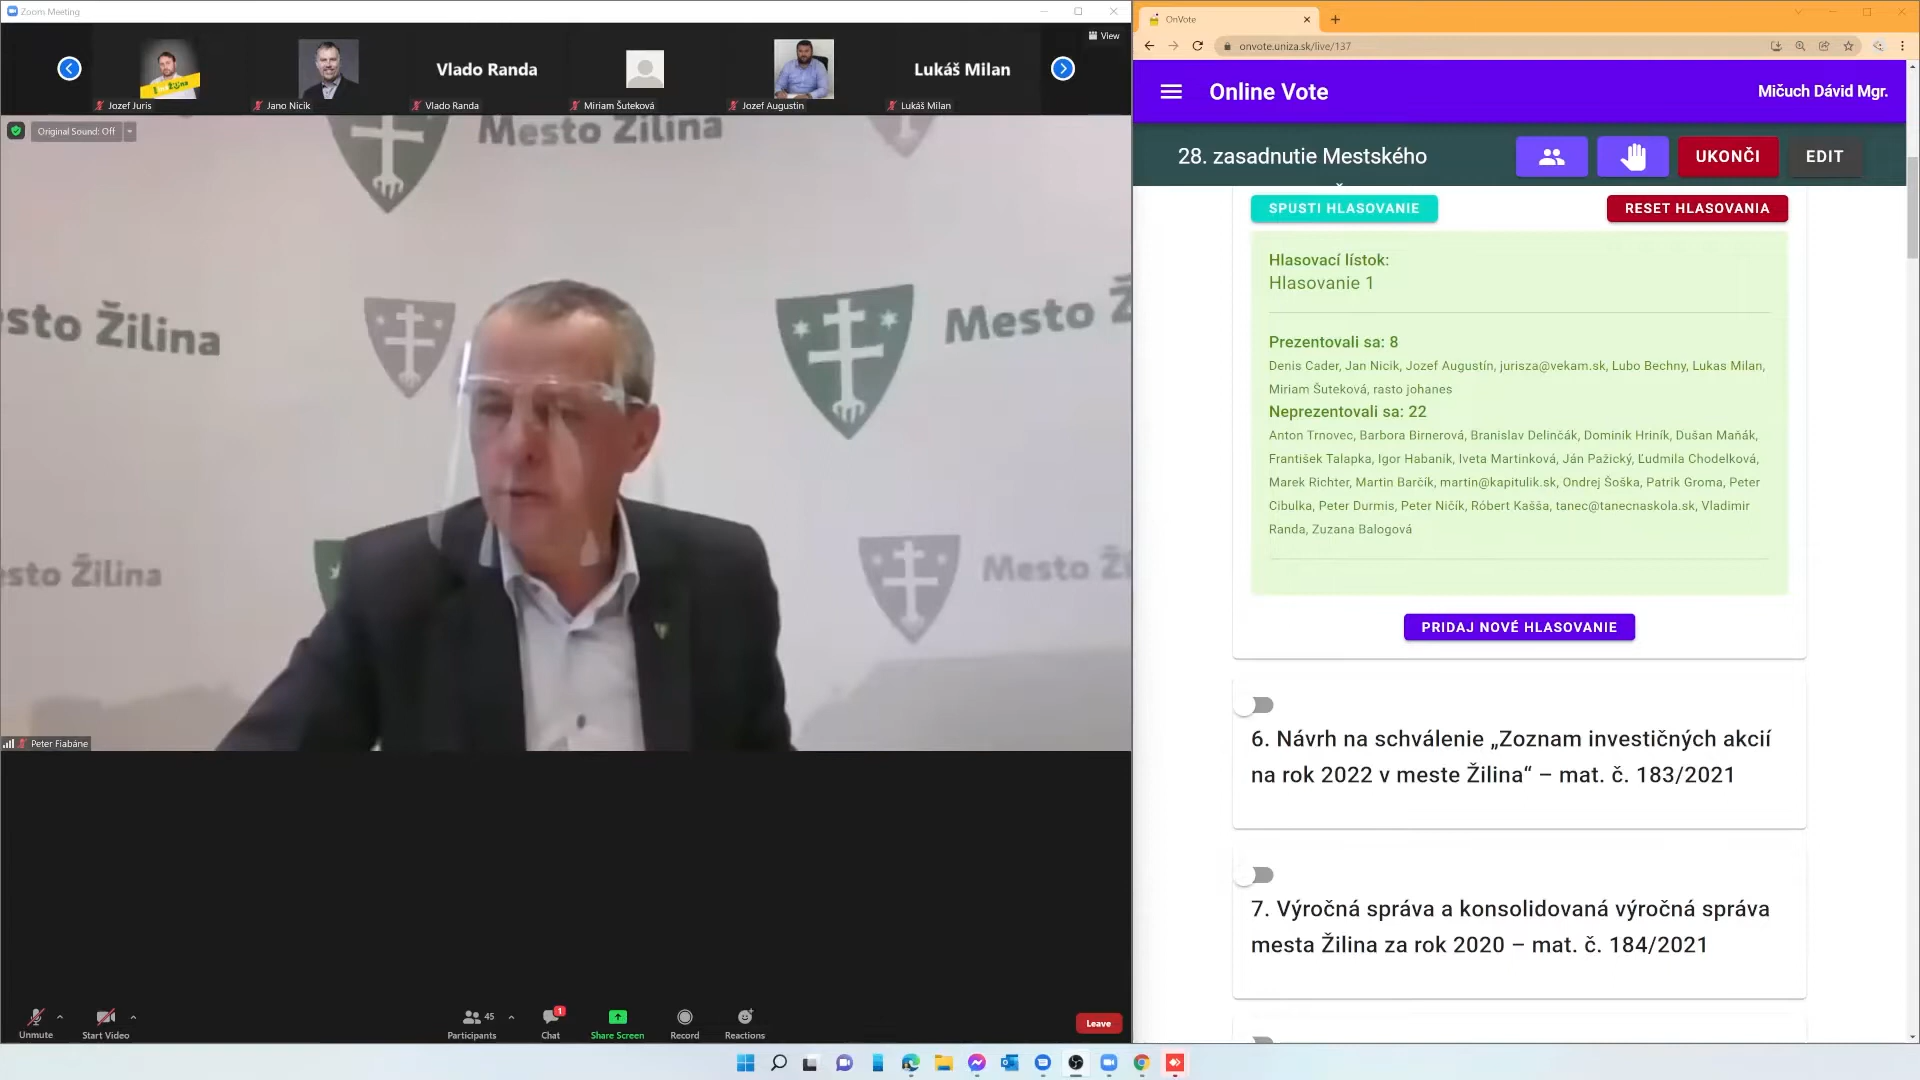 Zoom Meeting
View
Vlado Randa
Lukáš Milan
Jozef Juris
Jano Nicik
Vlado Randa
Miriam Šuteková
Jozef Augustin
Lukáš Milan
Original Sound: Off
Mesto Žilina
sto Žilina
Mesto Ž
esto Žilina
Mesto Ži
Peter Fiabáne
Unmute
Start Video
45
Participants
1
Chat
Share Screen
Record
Reactions
Leave
OnVote
onvote.uniza.sk/live/137
Online Vote
Mičuch Dávid Mgr.
28. zasadnutie Mestského
UKONČI
EDIT
SPUSTI HLASOVANIE
RESET HLASOVANIA
Hlasovací lístok:
Hlasovanie 1
Prezentovali sa: 8
Denis Cader, Jan Nicik, Jozef Augustín, jurisza@vekam.sk, Lubo Bechny, Lukas Milan,
Miriam Šuteková, rasto johanes
Neprezentovali sa: 22
Anton Trnovec, Barbora Birnerová, Branislav Delinčák, Dominik Hriník, Dušan Maňák,
František Talapka, Igor Habaník, Iveta Martinková, Ján Pažický, Ľudmila Chodelková,
Marek Richter, Martin Barčík, martin@kapitulik.sk, Ondrej Šoška, Patrik Groma, Peter
Cibulka, Peter Durmis, Peter Ničík, Róbert Kašša, tanec@tanecnaskola.sk, Vladimir
Randa, Zuzana Balogová
PRIDAJ NOVÉ HLASOVANIE
6. Návrh na schválenie „Zoznam investičných akcií
na rok 2022 v meste Žilina“ – mat. č. 183/2021
7. Výročná správa a konsolidovaná výročná správa
mesta Žilina za rok 2020 – mat. č. 184/2021